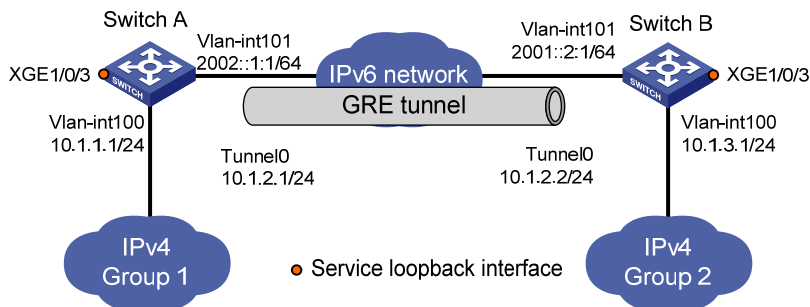 Switch A
Vlan-int101
2002::1:1/64
XGE1/0/3
SWITCH
Vlan-int100
10.1.1.1/24
IPv6 network
GRE tunnel
Vlan-int101
2001::2:1/64
Switch B
XGE1/0/3
SWITCH
Vlan-int100
10.1.3.1/24
Tunnel0
10.1.2.1/24
Tunnel0
10.1.2.2/24
IPv4
Group 1
Service loopback interface
IPv4
Group 2